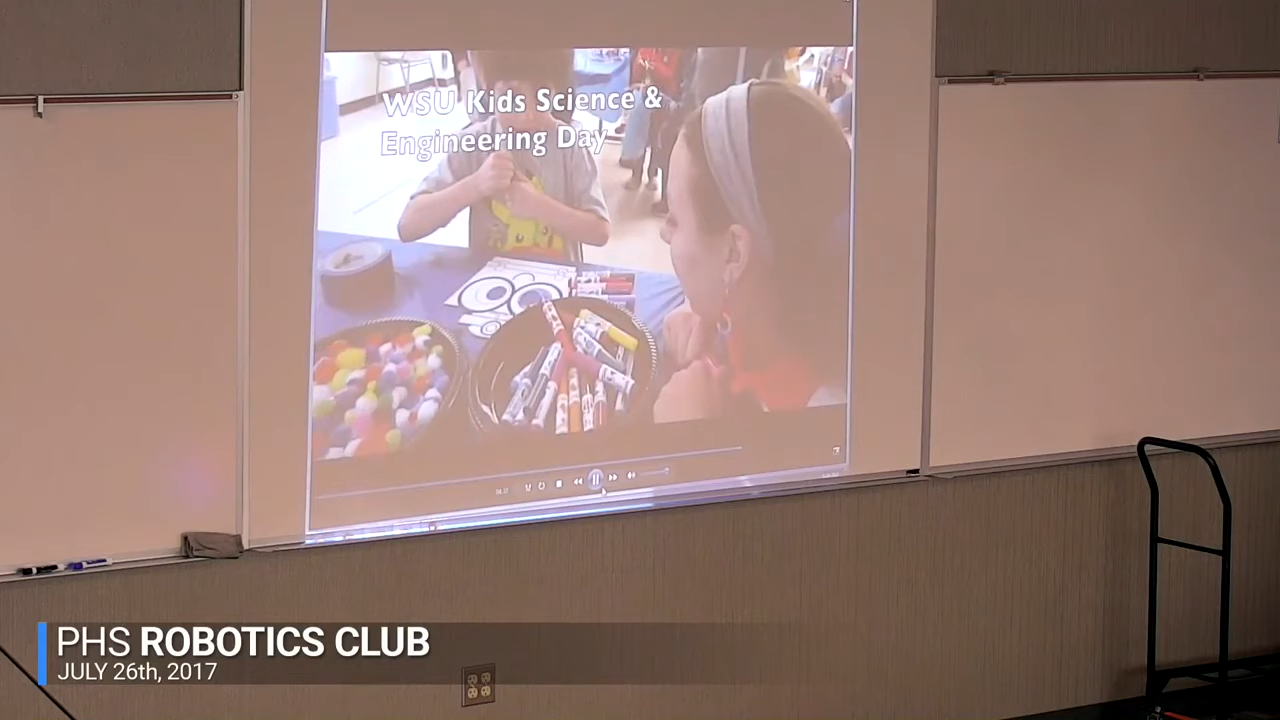 WSU Kids Science &
Engineering Day
PHS ROBOTICS CLUB
JULY 26th, 2017